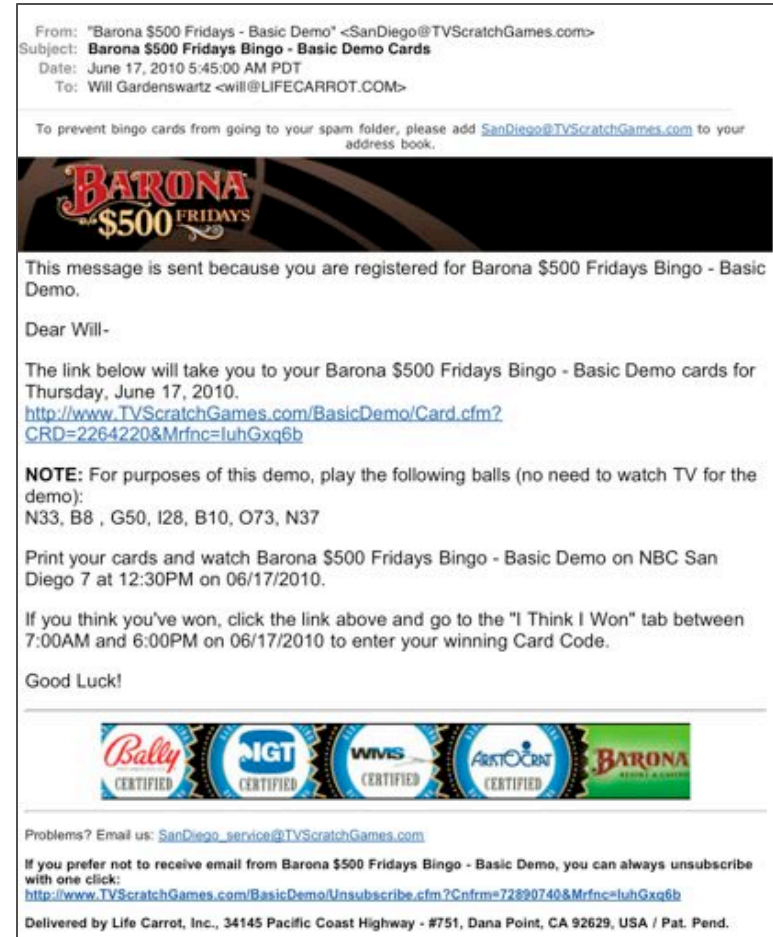 From: "Barona $500 Fridays - Basic Demo" <SanDiego@TVScratchGames.com>
Subject: Barona $500 Fridays Bingo - Basic Demo Cards
Date: June 17, 2010 5:45:00 AM PDT
To: Will Gardenswartz <will@LIFECARROT.COM>
To prevent bingo cards from going to your spam folder, please add SanDiego@TVScratchGames.com to your
address book.
BARONA
$500 FRIDAYS
This message is sent because you are registered for Barona $500 Fridays Bingo - Basic
Demo.
Dear Will-
The link below will take you to your Barona $500 Fridays Bingo - Basic Demo cards for
Thursday, June 17, 2010.
http://www.TVScratchGames.com/BasicDemo/Card.cfm?
CRD=2264220&Mrfnc=IuhGxq6b
NOTE: For purposes of this demo, play the following balls (no need to watch TV for the
demo):
N33, B8 , G50, I28, B10, O73, N37
Print your cards and watch Barona $500 Fridays Bingo - Basic Demo on NBC San
Diego 7 at 12:30PM on 06/17/2010.
If you think you've won, click the link above and go to the "I Think I Won" tab between
7:00AM and 6:00PM on 06/17/2010 to enter your winning Card Code.
Good Luck!
Bally IGT WMS ARISTOCRAT BARONA
CERTIFIED CERTIFIED CERTIFIED CERTIFIED RESORT & CASINO
Problems? Email us: SanDiego_service@TVScratchGames.com
If you prefer not to receive email from Barona $500 Fridays Bingo - Basic Demo, you can always unsubscribe
with one click:
http://www.TVScratchGames.com/BasicDemo/Unsubscribe.cfm?Cnfrm=72890740&Mrfnc=IuhGxq6b
Delivered by Life Carrot, Inc., 34145 Pacific Coast Highway - #751, Dana Point, CA 92629, USA / Pat. Pend.